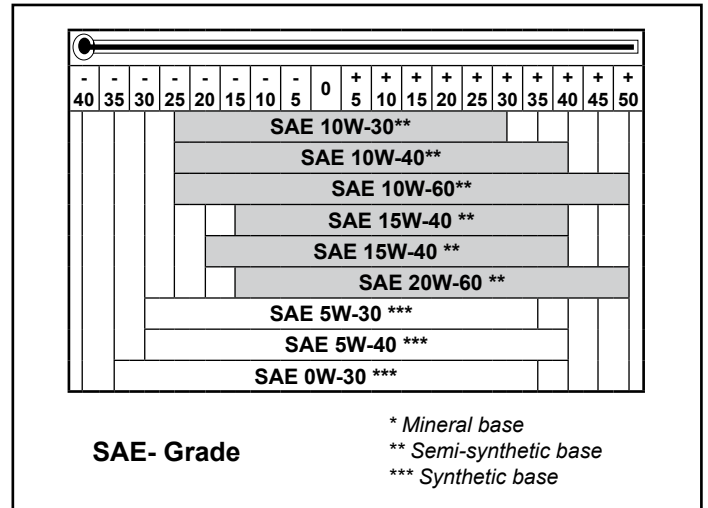 - - - - - - - - 0 + + + + + + + + + +
40 35 30 25 20 15 10 5 5 10 15 20 25 30 35 40 45 50
SAE 10W-30**
SAE 10W-40**
SAE 10W-60**
SAE 15W-40 **
SAE 15W-40 **
SAE 20W-60 **
SAE 5W-30 ***
SAE 5W-40 ***
SAE 0W-30 ***
SAE- Grade
* Mineral base
** Semi-synthetic base
*** Synthetic base